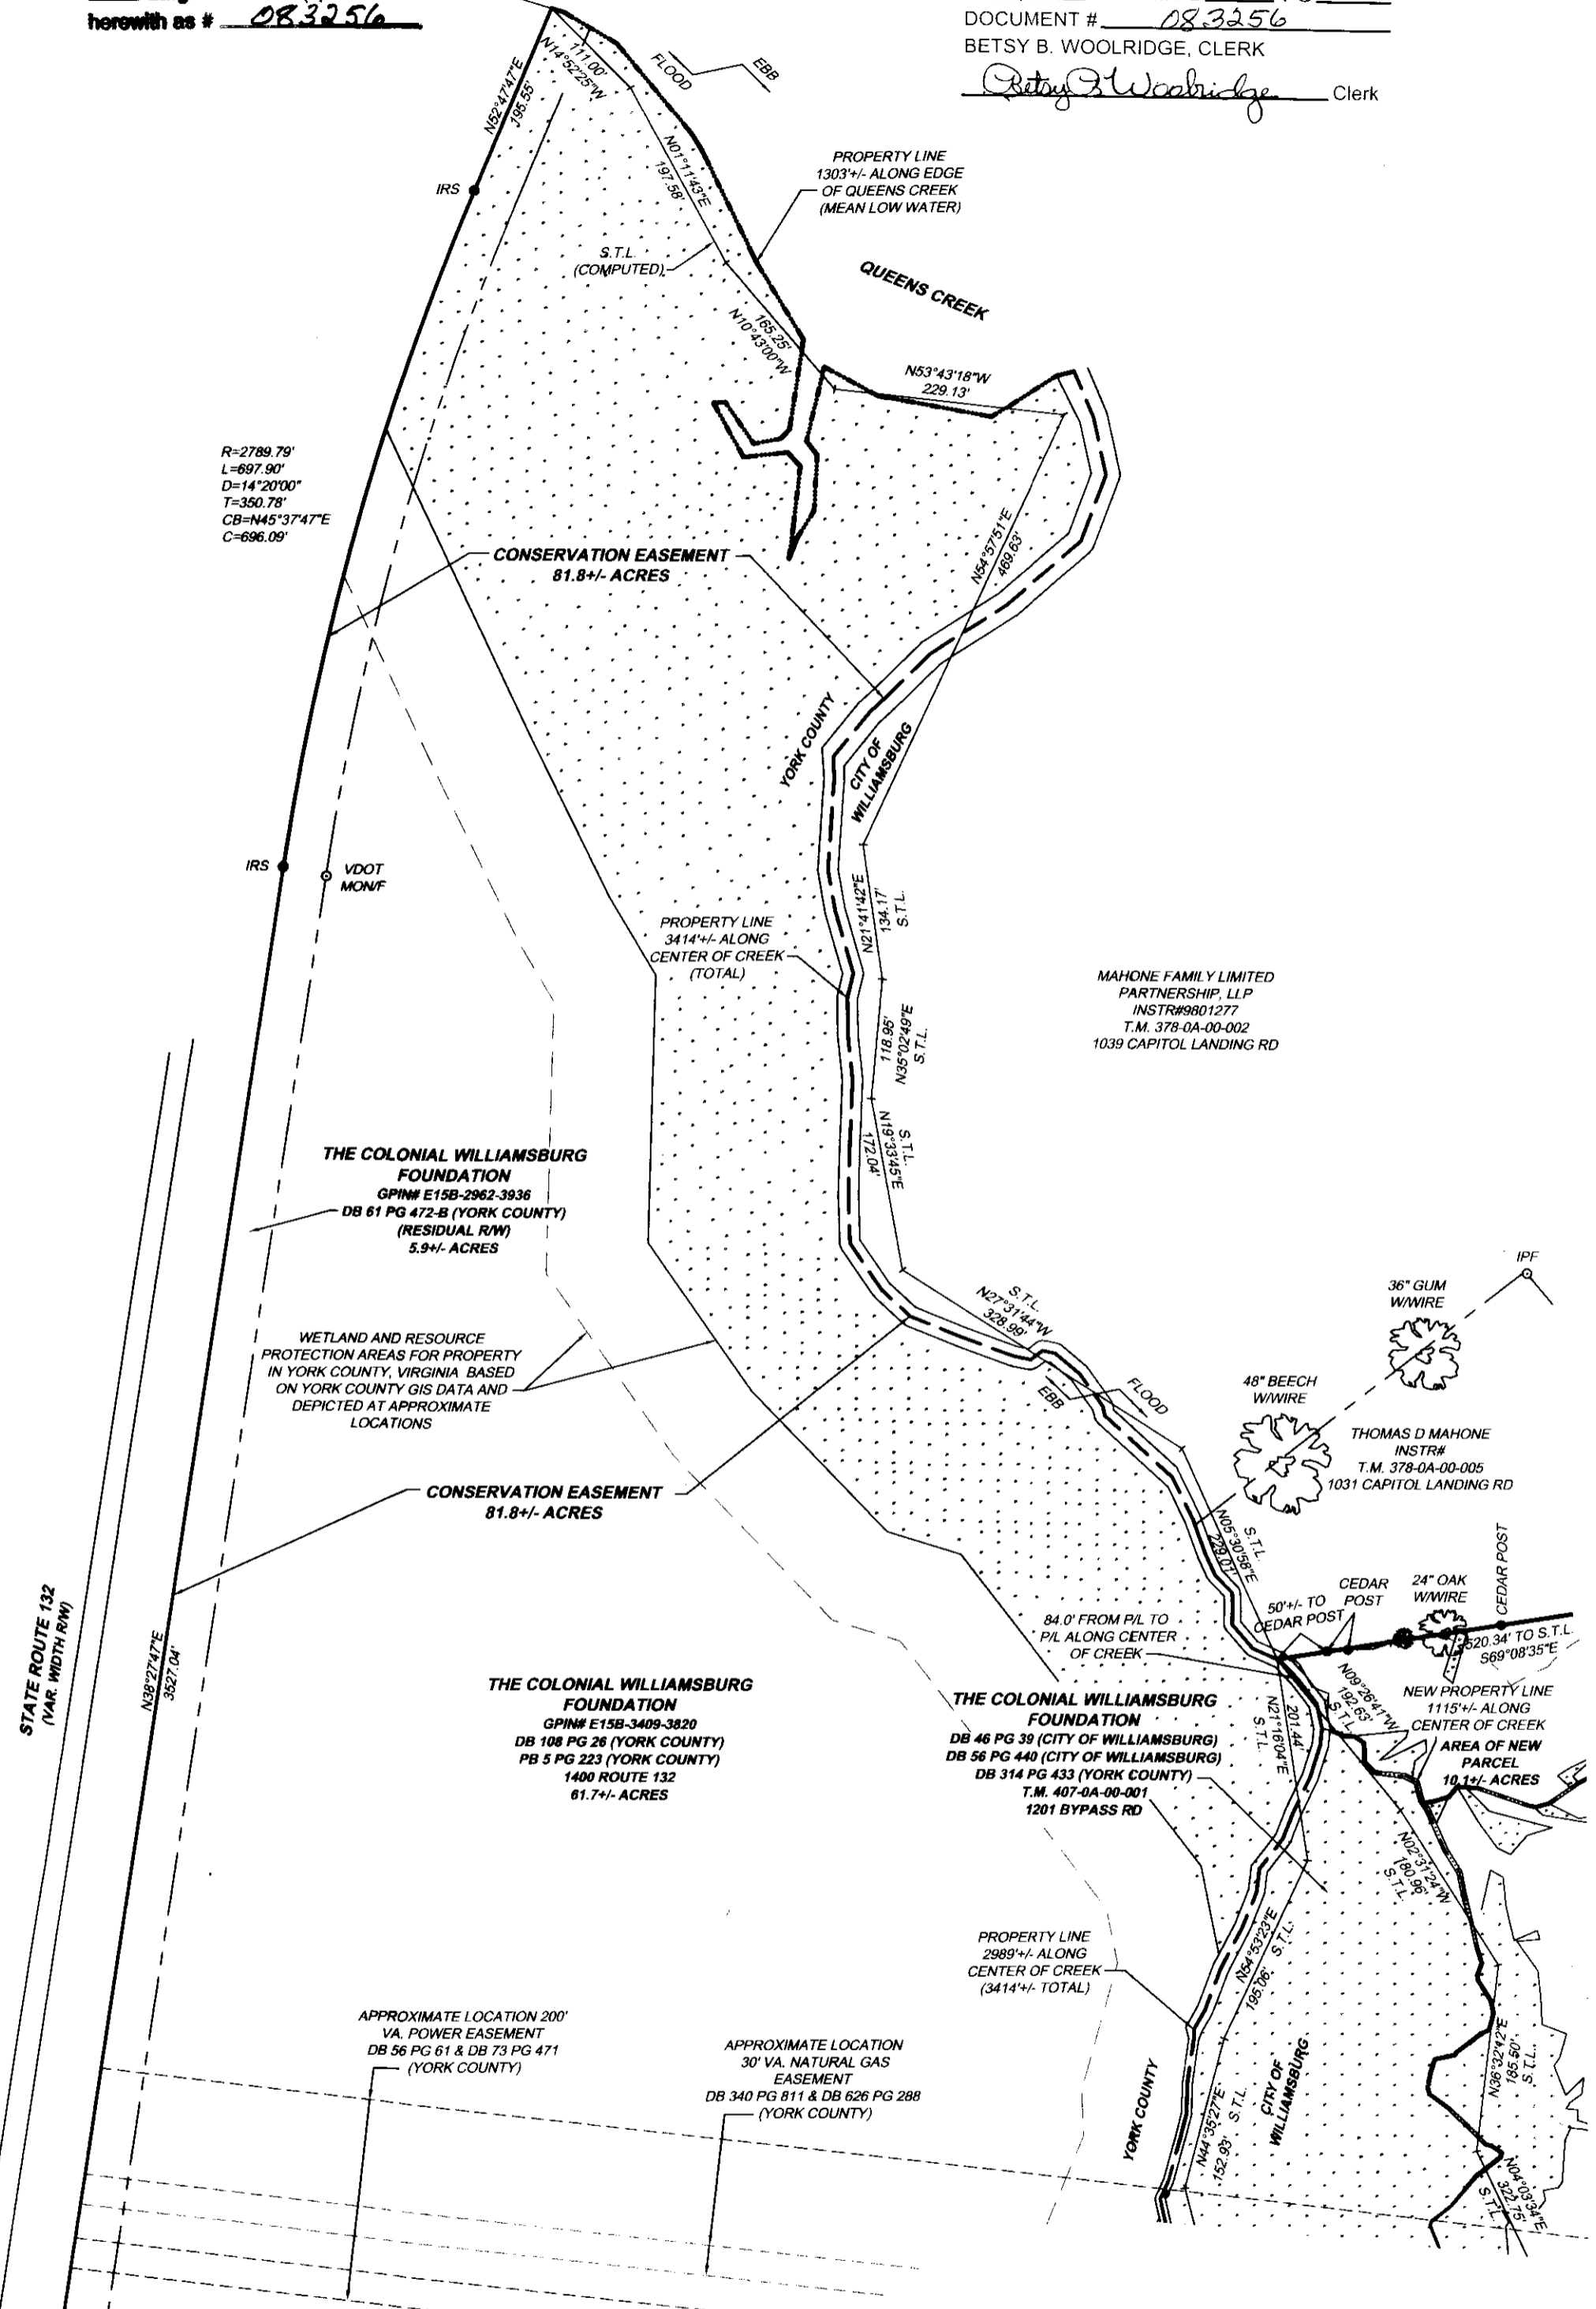 herewith as # 083256
DOCUMENT # 083256
BETSY B. WOOLRIDGE, CLERK
Betsy B Woolridge Clerk
N52°47'47"E
195.55'
111.00'
N14°52'25"W
FLOOD
EBB
IRS
N01°11'43"E
197.58'
PROPERTY LINE
1303'+/- ALONG EDGE
OF QUEENS CREEK
(MEAN LOW WATER)
S.T.L.
(COMPUTED)
QUEENS CREEK
165.25'
N10°43'00"W
N53°43'18"W
229.13'
R=2789.79'
L=697.90'
D=14°20'00"
T=350.78'
CB=N45°37'47"E
C=696.09'
CONSERVATION EASEMENT
81.8+/- ACRES
N54°57'51"E
469.63'
YORK COUNTY
CITY OF
WILLIAMSBURG
IRS
VDOT
MON/F
N21°41'42"E
134.17'
S.T.L.
PROPERTY LINE
3414'+/- ALONG
CENTER OF CREEK
(TOTAL)
MAHONE FAMILY LIMITED
PARTNERSHIP, LLP
INSTR#9801277
T.M. 378-0A-00-002
1039 CAPITOL LANDING RD
118.95'
N35°02'49"E
S.T.L.
S.T.L.
N19°33'45"E
172.04'
THE COLONIAL WILLIAMSBURG
FOUNDATION
GPIN# E15B-2962-3936
DB 61 PG 472-B (YORK COUNTY)
(RESIDUAL R/W)
5.9+/- ACRES
S.T.L.
N27°31'44"W
328.99'
IPF
36" GUM
W/WIRE
WETLAND AND RESOURCE
PROTECTION AREAS FOR PROPERTY
IN YORK COUNTY, VIRGINIA BASED
ON YORK COUNTY GIS DATA AND
DEPICTED AT APPROXIMATE
LOCATIONS
EBB
FLOOD
48" BEECH
W/WIRE
THOMAS D MAHONE
INSTR#
T.M. 378-0A-00-005
1031 CAPITOL LANDING RD
CONSERVATION EASEMENT
81.8+/- ACRES
S.T.L.
N05°30'58"E
229.01'
STATE ROUTE 132
(VAR. WIDTH R/W)
N38°27'47"E
3527.04'
84.0' FROM P/L TO
P/L ALONG CENTER
OF CREEK
50'+/- TO
CEDAR POST
CEDAR
POST
24" OAK
W/WIRE
CEDAR POST
520.34' TO S.T.L.
S69°08'35"E
N09°26'41"W
192.63'
S.T.L.
NEW PROPERTY LINE
1115'+/- ALONG
CENTER OF CREEK
AREA OF NEW
PARCEL
10.1+/- ACRES
201.44'
N21°16'04"E
S.T.L.
THE COLONIAL WILLIAMSBURG
FOUNDATION
GPIN# E15B-3409-3820
DB 108 PG 26 (YORK COUNTY)
PB 5 PG 223 (YORK COUNTY)
1400 ROUTE 132
61.7+/- ACRES
THE COLONIAL WILLIAMSBURG
FOUNDATION
DB 46 PG 39 (CITY OF WILLIAMSBURG)
DB 56 PG 440 (CITY OF WILLIAMSBURG)
DB 314 PG 433 (YORK COUNTY)
T.M. 407-0A-00-001
1201 BYPASS RD
N02°31'24"W
180.96'
S.T.L.
PROPERTY LINE
2989'+/- ALONG
CENTER OF CREEK
(3414'+/- TOTAL)
N54°53'23"E
195.06' S.T.L.
APPROXIMATE LOCATION 200'
VA. POWER EASEMENT
DB 56 PG 61 & DB 73 PG 471
(YORK COUNTY)
APPROXIMATE LOCATION
30' VA. NATURAL GAS
EASEMENT
DB 340 PG 811 & DB 626 PG 288
(YORK COUNTY)
YORK COUNTY
N44°35'27"E
152.93' S.T.L.
CITY OF
WILLIAMSBURG
N36°32'42"E
185.50'
S.T.L.
N04°03'34"E
322.75'
S.T.L.